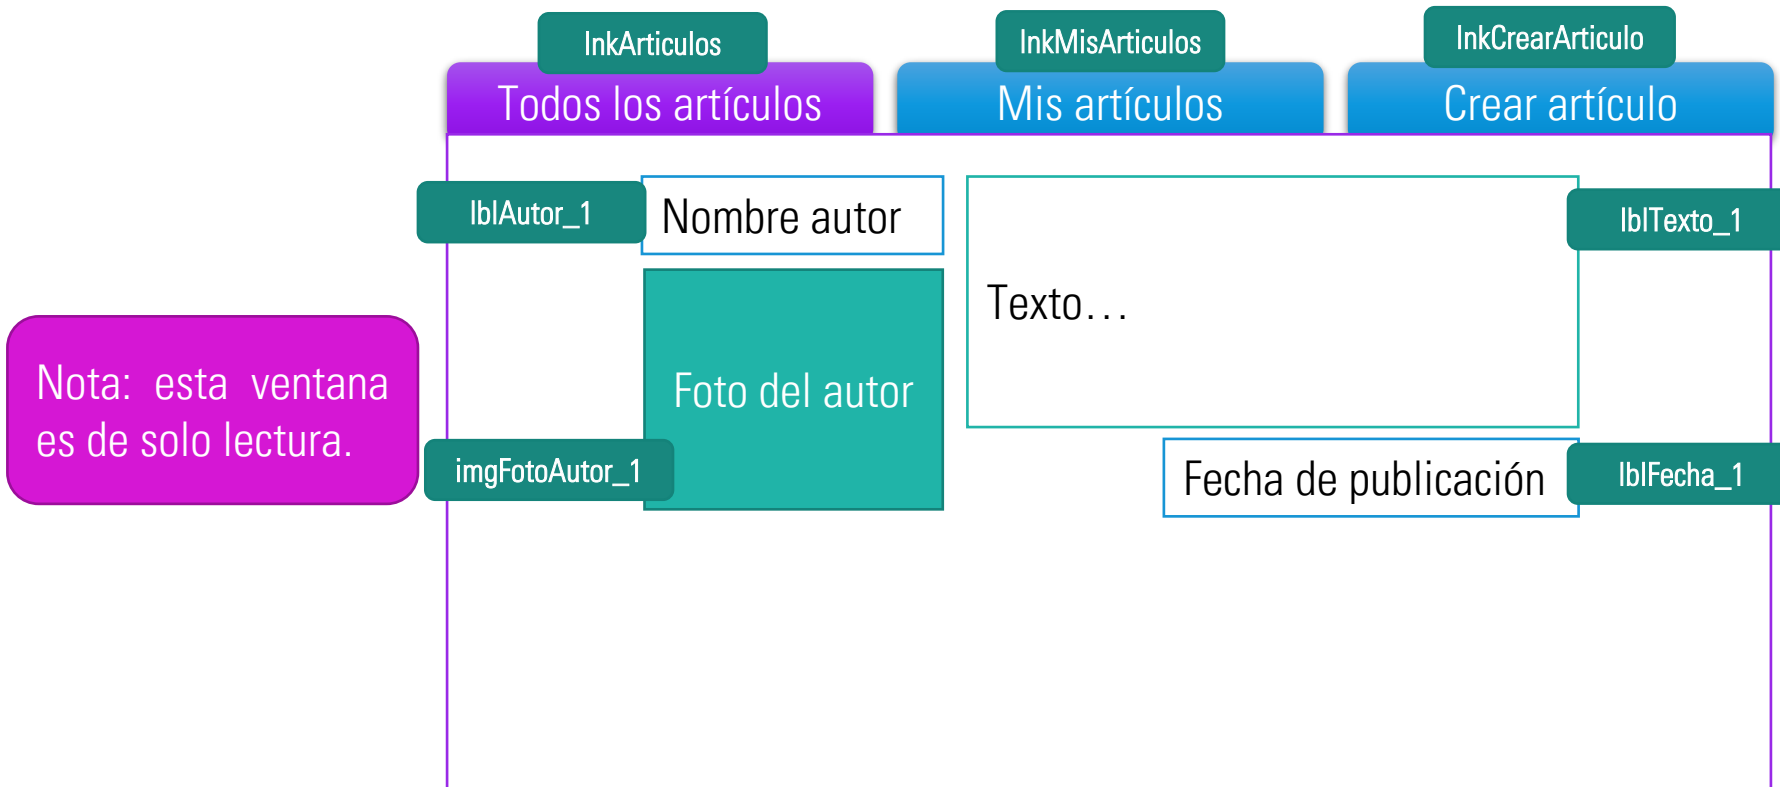 lnkArticulos
lnkMisArticulos
lnkCrearArticulo
Todos los artículos
Mis artículos
Crear artículo
lblAutor_1
Nombre autor
lblTexto_1
Texto…
Nota: esta ventana
es de solo lectura.
Foto del autor
imgFotoAutor_1
Fecha de publicación
lblFecha_1